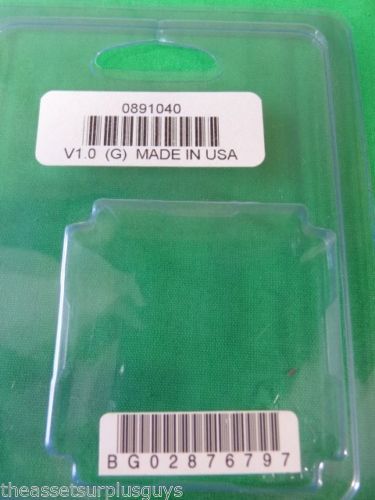 0891040
V1.0 (G) MADE IN USA
BG02876797
©theassetsurplusguys